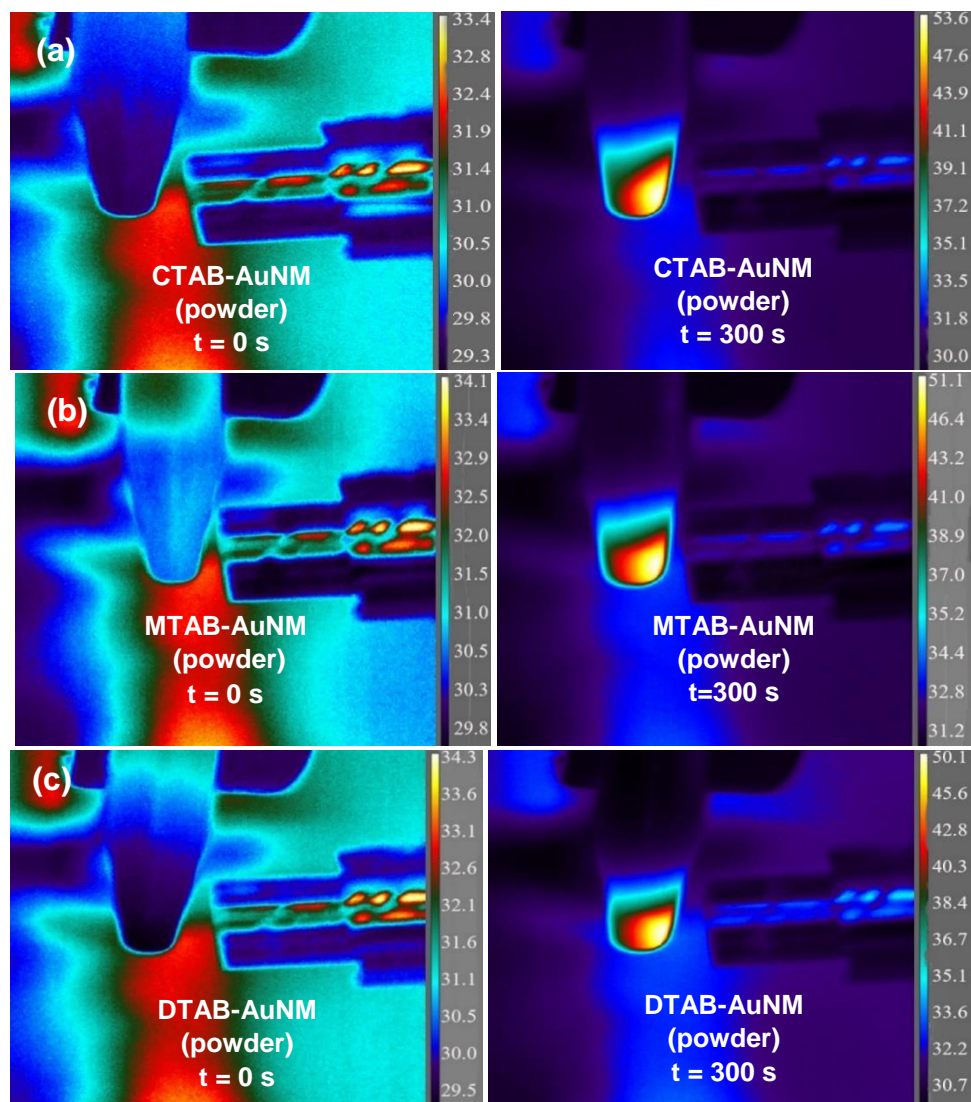 (a)
33.4
32.8
32.4
31.9
31.4
31.0
30.5
30.0
29.8
29.3
CTAB-AuNM
(powder)
t = 0 s
53.6
47.6
43.9
41.1
37.2
35.1
33.5
31.8
30.0
CTAB-AuNM
(powder)
t = 300 s
(b)
34.1
33.4
32.9
32.5
32.0
31.5
31.0
30.3
29.8
MTAB-AuNM
(powder)
t = 0 s
51.1
46.4
43.2
41.0
38.9
37.0
35.2
34.4
32.8
31.2
MTAB-AuNM
(powder)
t=300 s
(c)
34.3
33.6
33.1
32.6
32.1
31.6
31.1
30.5
30.0
29.5
DTAB-AuNM
(powder)
t = 0 s
50.1
45.6
42.8
40.3
38.4
36.7
35.1
33.6
32.2
30.7
DTAB-AuNM
(powder)
t = 300 s